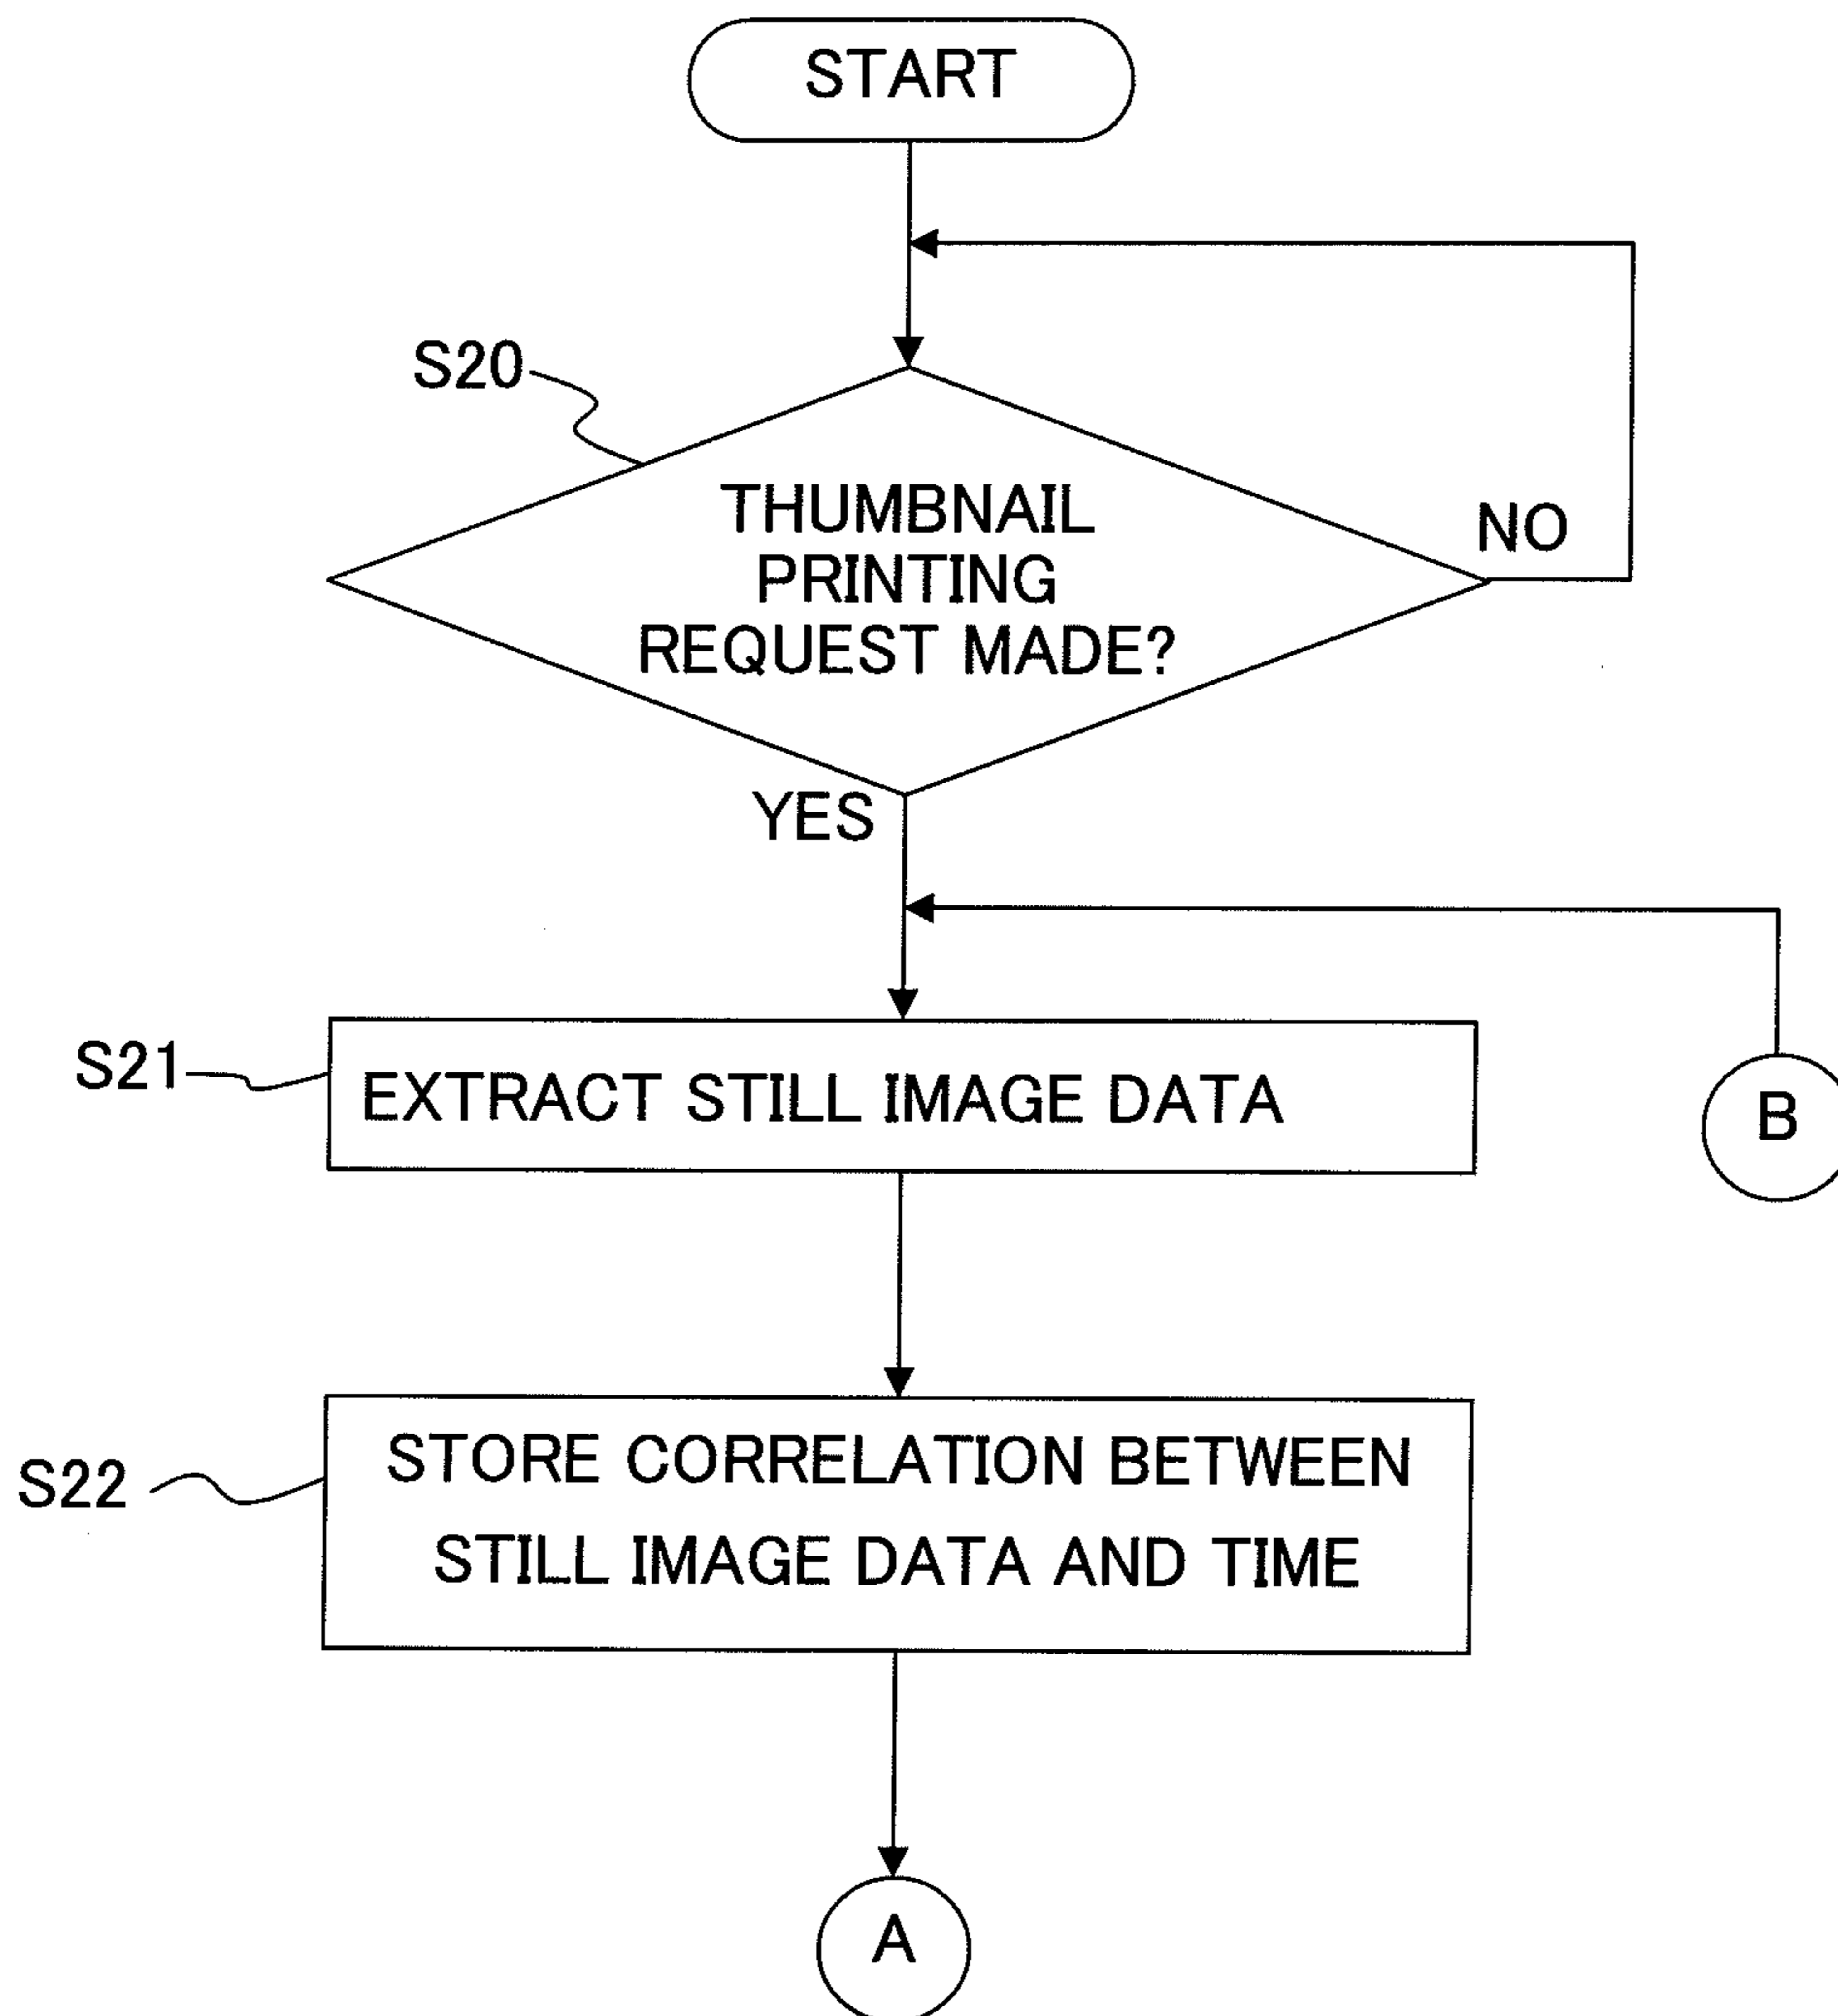 START
S20
THUMBNAIL
PRINTING
REQUEST MADE?
NO
YES
S21
EXTRACT STILL IMAGE DATA
B
S22
STORE CORRELATION BETWEEN
STILL IMAGE DATA AND TIME
A